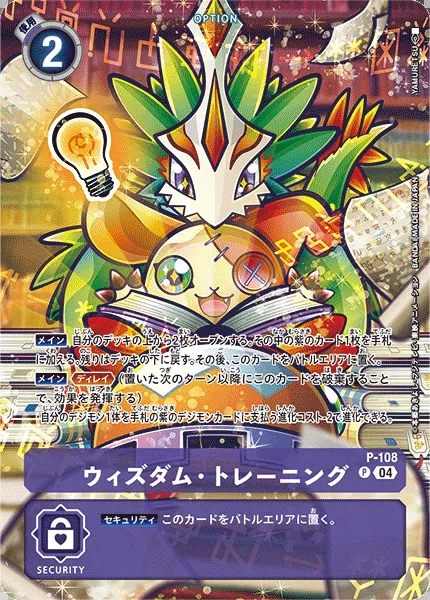 OPTION
使用
2
YAMURETSU
メイン 自分のデッキの上から2枚オープンする。その中の紫のカード1枚を手札
に加える。残りはデッキの下に戻す。その後、このカードをバトルエリアに置く。
メイン ディレイ (置いた次のターン以降にこのカードを破棄すること
で、効果を発揮する)
・自分のデジモン1体を手札の紫のデジモンカードに支払う進化コスト-2で進化できる。
P-108
ウィズダム・トレーニング P 04
セキュリティ このカードをバトルエリアに置く。
SECURITY
BANDAI MADE IN JAPAN